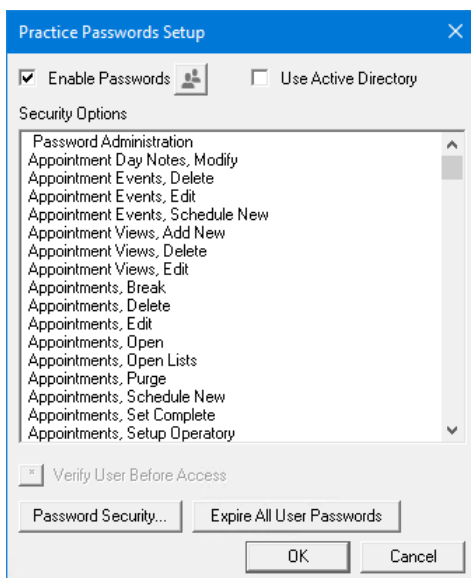 Practice Passwords Setup
Enable Passwords Use Active Directory
Security Options
Password Administration
Appointment Day Notes, Modify
Appointment Events, Delete
Appointment Events, Edit
Appointment Events, Schedule New
Appointment Views, Add New
Appointment Views, Delete
Appointment Views, Edit
Appointments, Break
Appointments, Delete
Appointments, Edit
Appointments, Open
Appointments, Open Lists
Appointments, Purge
Appointments, Schedule New
Appointments, Set Complete
Appointments, Setup Operatory
Verify User Before Access
Password Security... Expire All User Passwords
OK Cancel